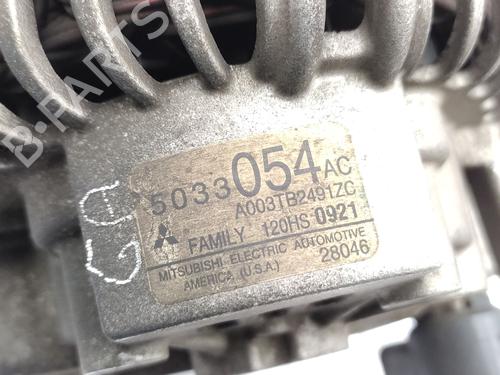 B-PARTS
5033054AC
A003TB2491ZC
FAMILY 120HS 0921
MITSUBISHI ELECTRIC AUTOMOTIVE
AMERICA (U.S.A.) 28046